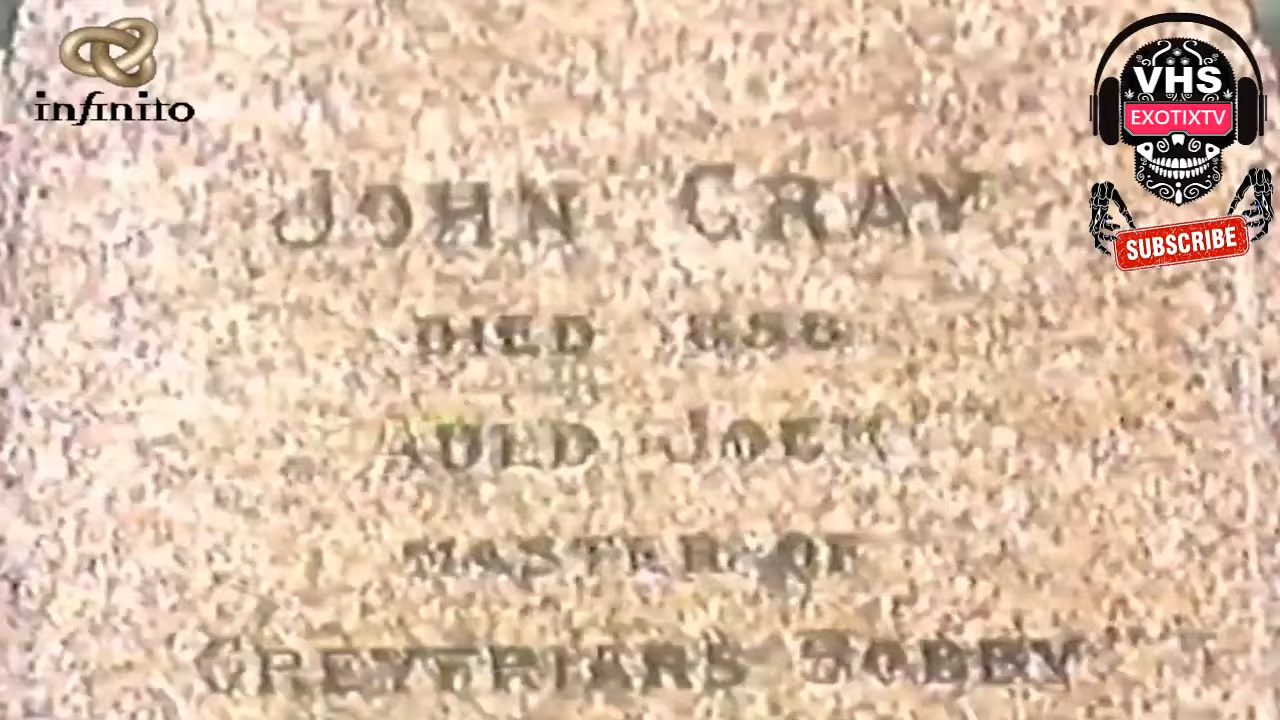 infinito
VHS
EXOTIXTV
SUBSCRIBE
JOHN GRAY
DIED 1858
AULD JOCK
MASTER OF
GREYFRIARS BOBBY